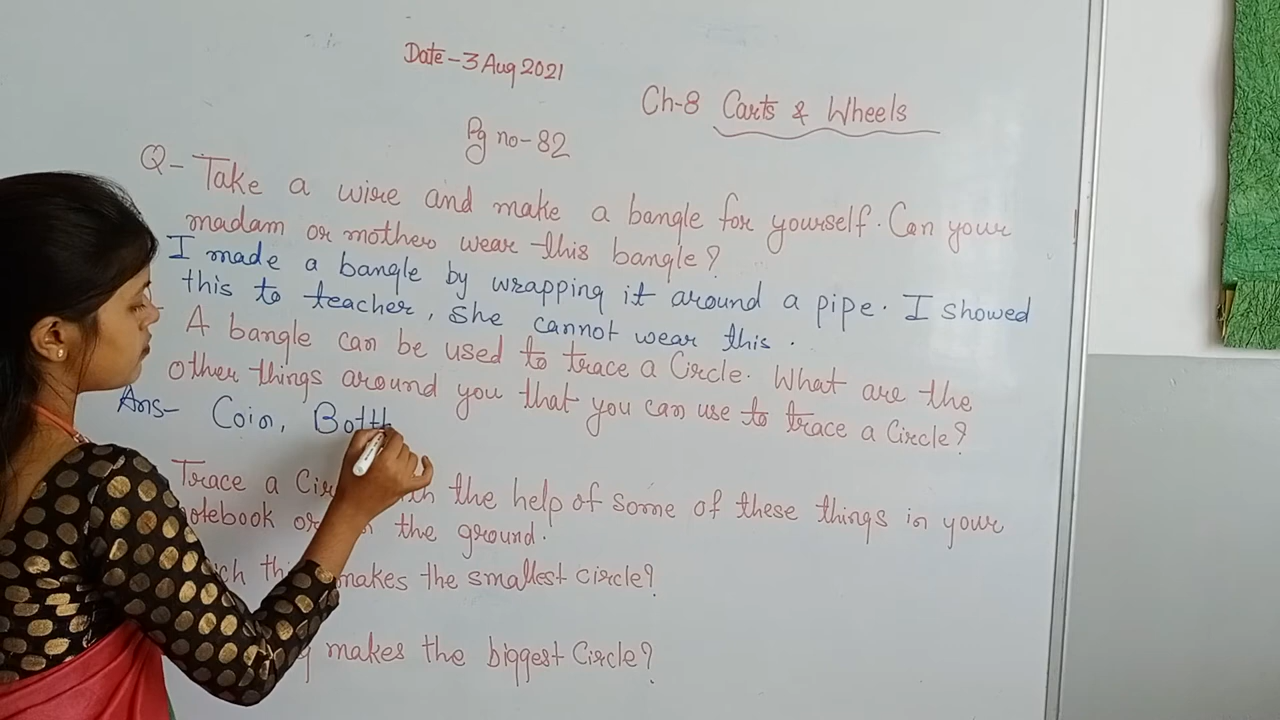 Date - 3 Aug 2021
Ch-8 Carts & Wheels
Pg no - 82
Q- Take a wire and make a bangle for yourself. Can your
madam or mother wear this bangle?
I made a bangle by wrapping it around a pipe. I showed
this to teacher, she cannot wear this.
A bangle can be used to trace a Circle. What are the
other things around you that you can use to trace a Circle?
Ans- Coin,
Trace a the help of some of these things in your
the ground.
makes the smallest circle?
makes the biggest Circle?